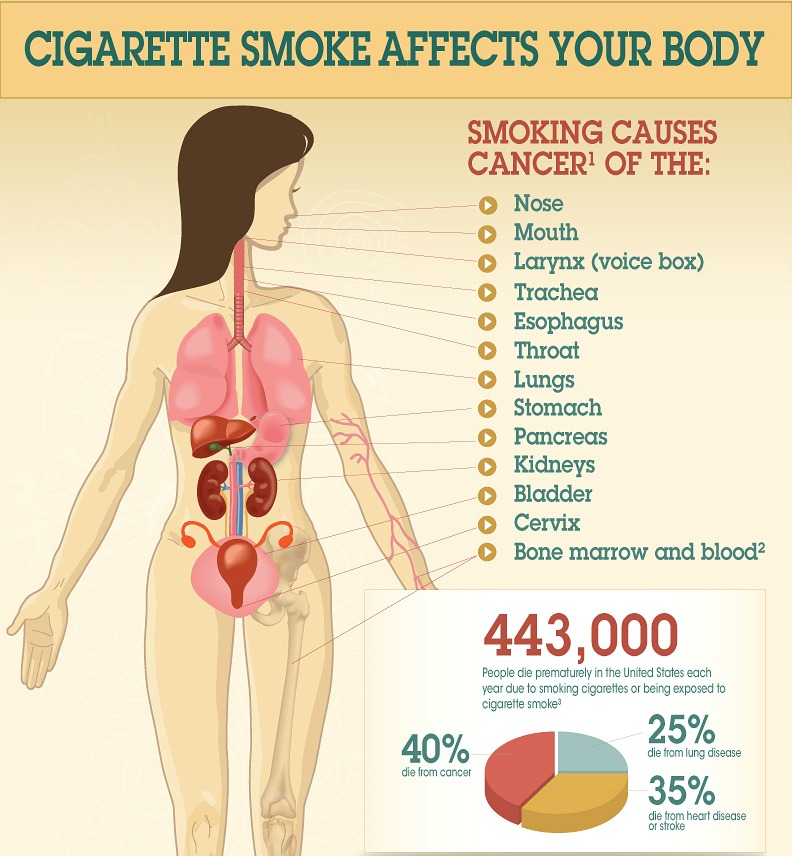 CIGARETTE SMOKE AFFECTS YOUR BODY
SMOKING CAUSES
CANCER¹ OF THE:
Nose
Mouth
Larynx (voice box)
Trachea
Esophagus
Throat
Lungs
Stomach
Pancreas
Kidneys
Bladder
Cervix
Bone marrow and blood²
443,000
People die prematurely in the United States each
year due to smoking cigarettes or being exposed to
cigarette smoke³
40%
die from cancer
25%
die from lung disease
35%
die from heart disease
or stroke